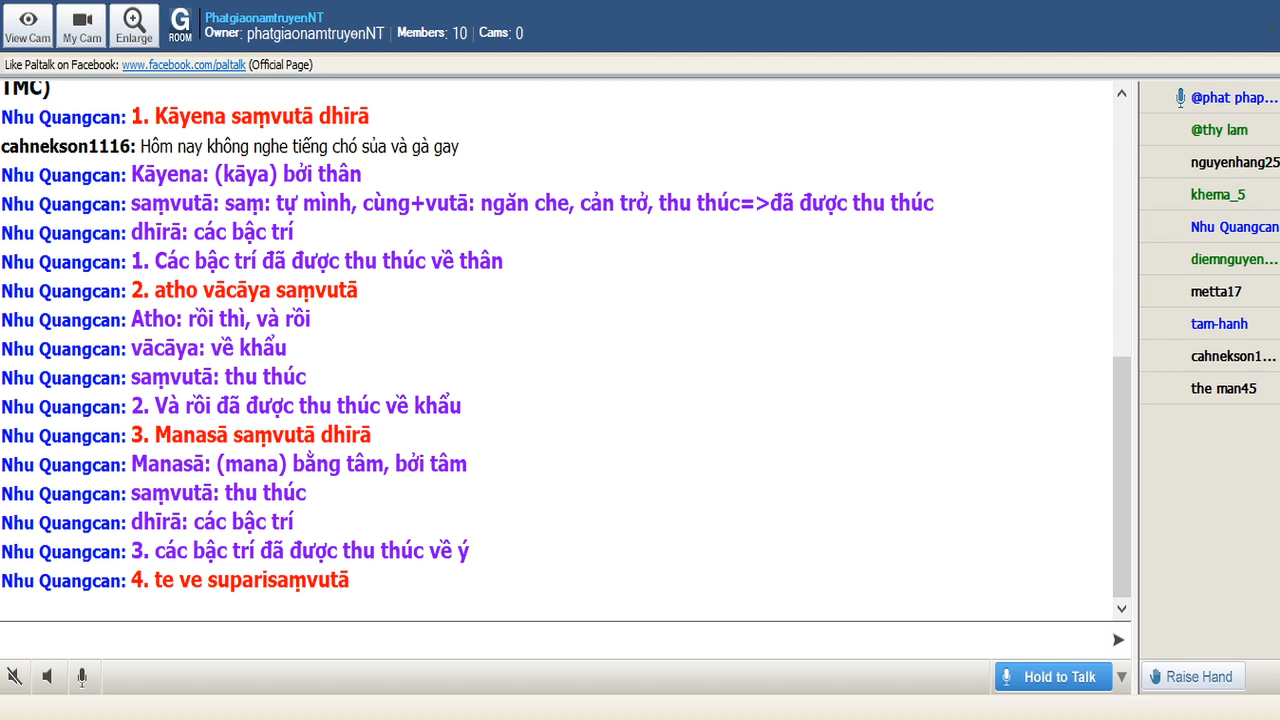 View Cam
My Cam
Enlarge
G
ROOM
PhatgiaonamtruyenNT
Owner: phatgiaonamtruyenNT | Members: 10 | Cams: 0
Like Paltalk on Facebook: www.facebook.com/paltalk (Official Page)
TMC)
Nhu Quangcan: 1. Kāyena saṃvutā dhīrā
cahnekson1116: Hôm nay không nghe tiếng chó sủa và gà gay
Nhu Quangcan: Kāyena: (kāya) bởi thân
Nhu Quangcan: saṃvutā: saṃ: tự mình, cùng+vutā: ngăn che, cản trở, thu thúc=>đã được thu thúc
Nhu Quangcan: dhīrā: các bậc trí
Nhu Quangcan: 1. Các bậc trí đã được thu thúc về thân
Nhu Quangcan: 2. atho vācāya saṃvutā
Nhu Quangcan: Atho: rồi thì, và rồi
Nhu Quangcan: vācāya: về khẩu
Nhu Quangcan: saṃvutā: thu thúc
Nhu Quangcan: 2. Và rồi đã được thu thúc về khẩu
Nhu Quangcan: 3. Manasā saṃvutā dhīrā
Nhu Quangcan: Manasā: (mana) bằng tâm, bởi tâm
Nhu Quangcan: saṃvutā: thu thúc
Nhu Quangcan: dhīrā: các bậc trí
Nhu Quangcan: 3. các bậc trí đã được thu thúc về ý
Nhu Quangcan: 4. te ve suparisaṃvutā
@phat phap...
@thy lam
nguyenhang25
khema_5
Nhu Quangcan
diemnguyen...
metta17
tam-hanh
cahnekson1...
the man45
Hold to Talk
Raise Hand